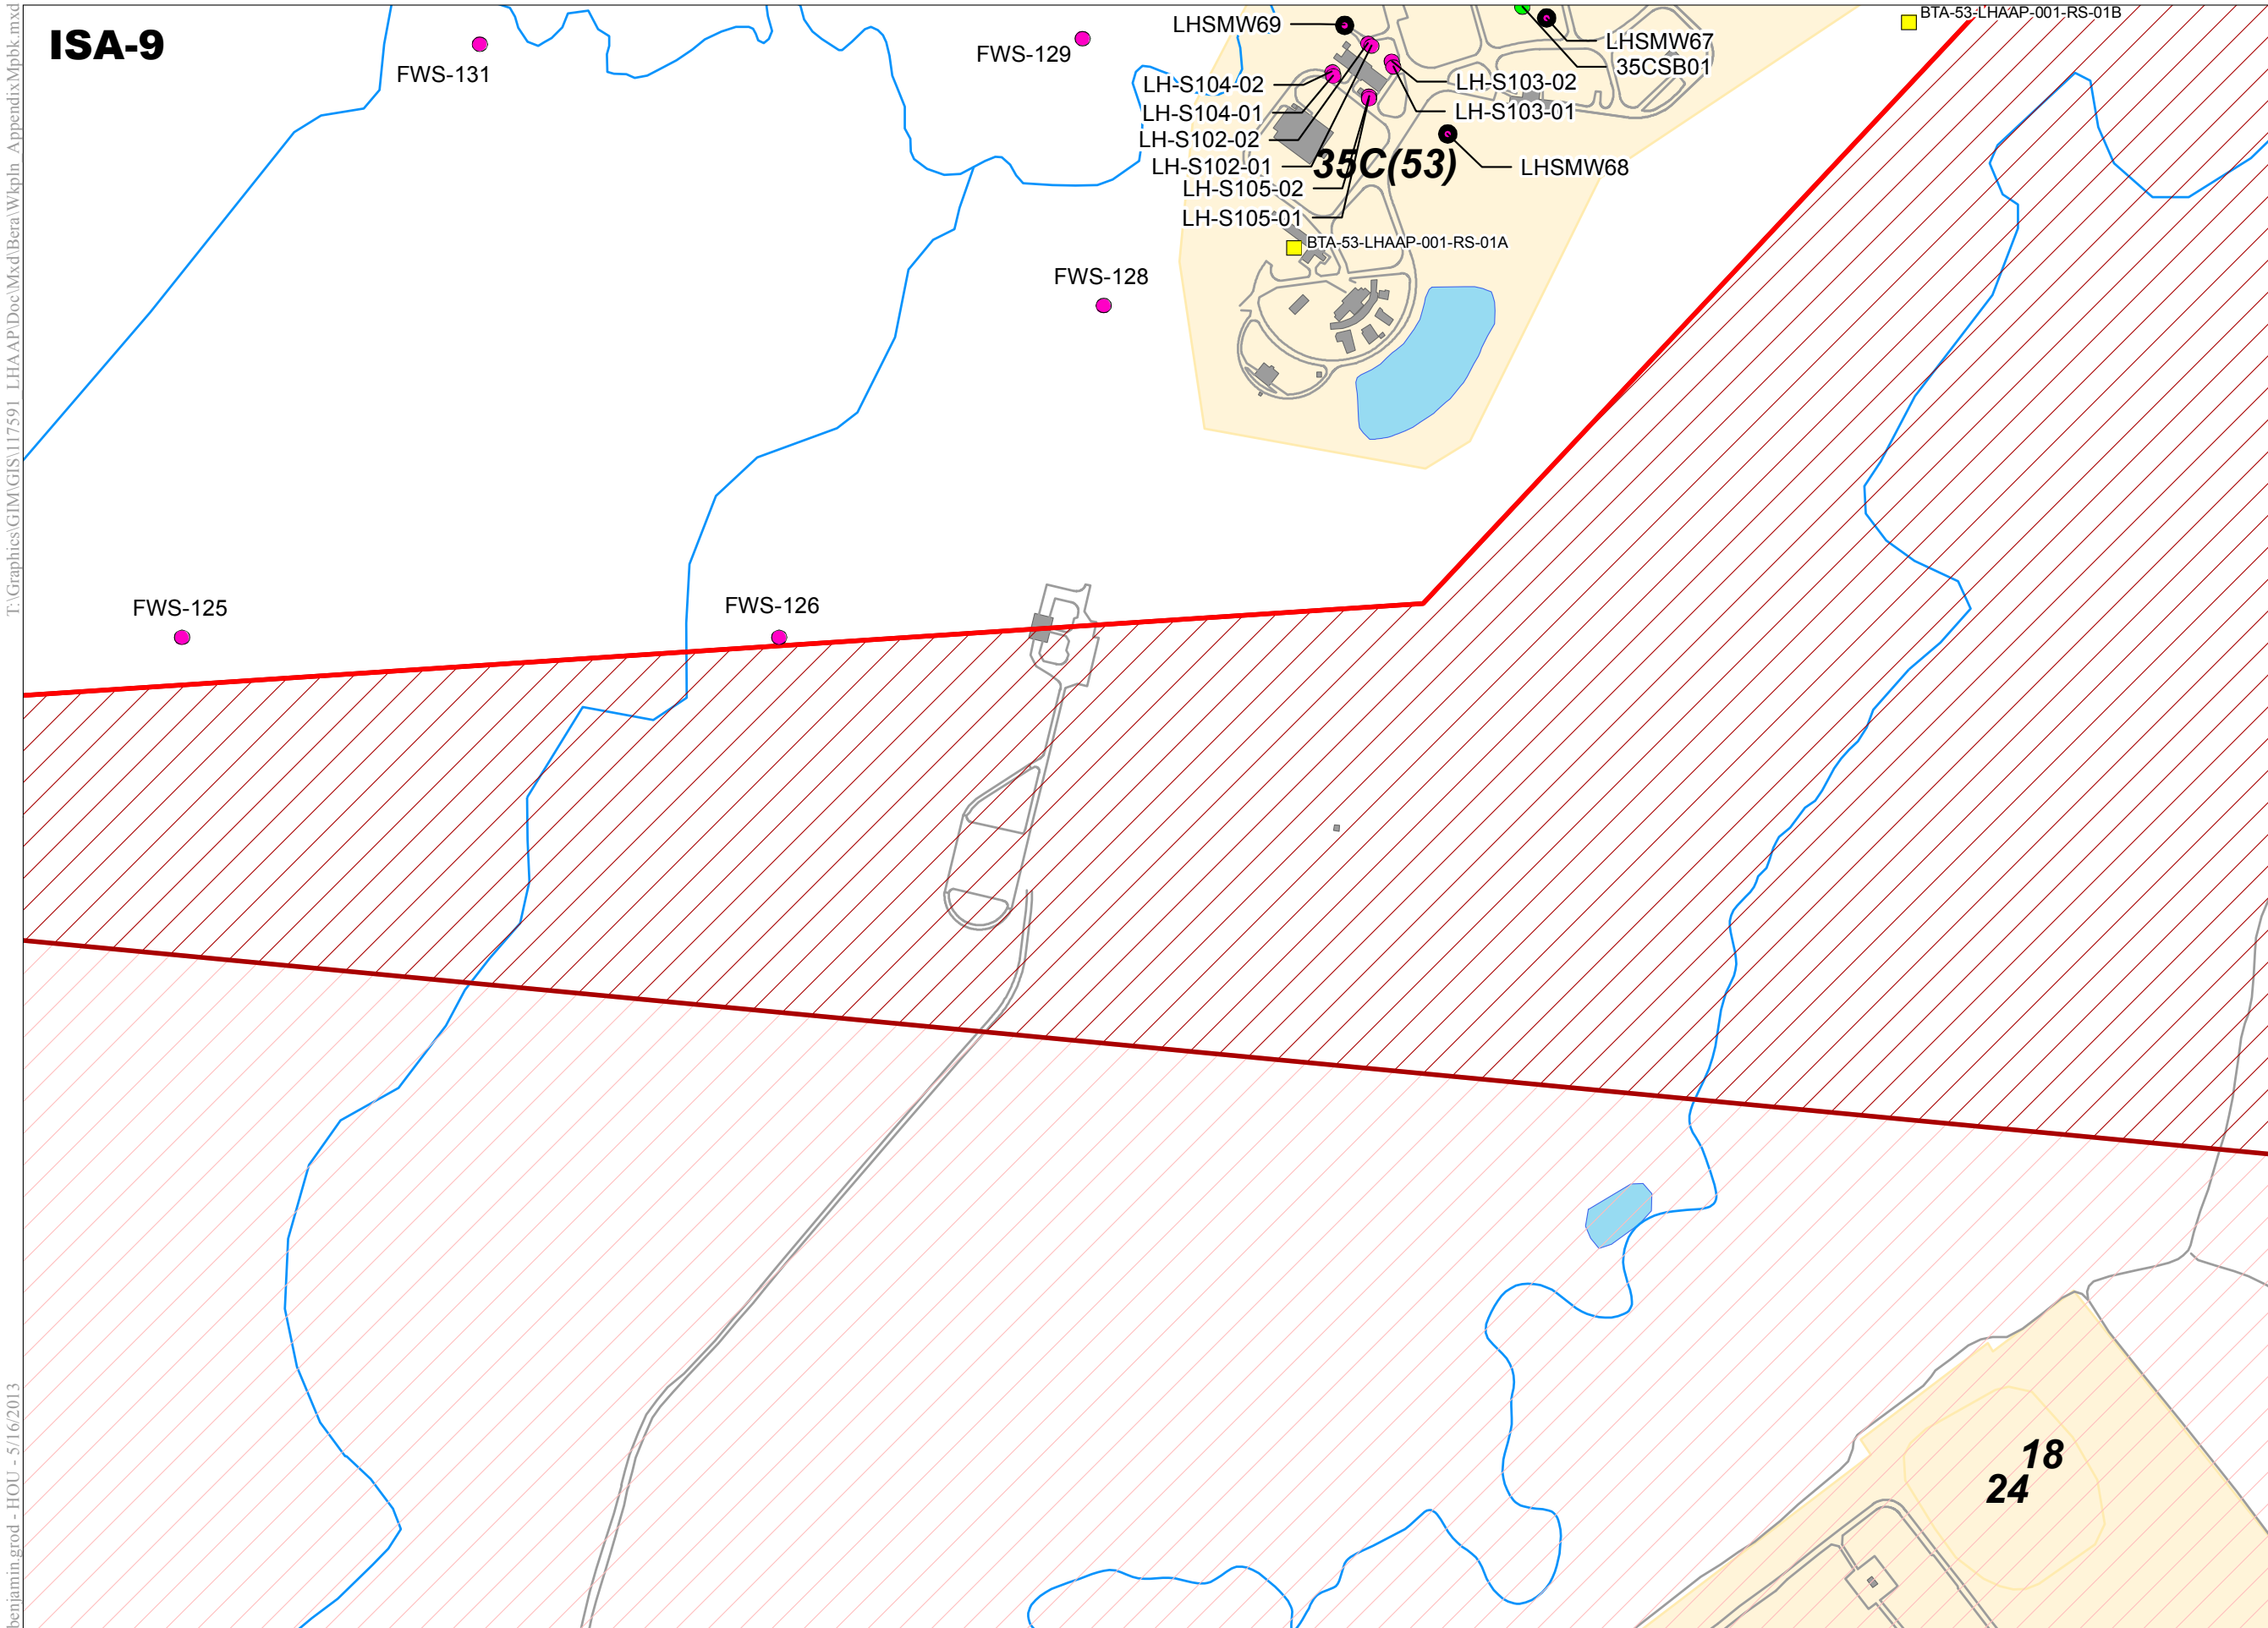 ISA-9
LHSMW69
BTA-53-LHAAP-001-RS-01B
FWS-131
FWS-129
LHSMW67
35CSB01
LH-S104-02
LH-S103-02
LH-S104-01
LH-S103-01
LH-S102-02
LH-S102-01
35C(53)
LHSMW68
LH-S105-02
LH-S105-01
BTA-53-LHAAP-001-RS-01A
FWS-128
FWS-125
FWS-126
18
24
T:\Graphics\GIM\GIS\117591_LHAAP\Doc\Mxd\Bera\Wkpln_AppendixMpbk.mxd
benjamin.grod - HOU - 5/16/2013